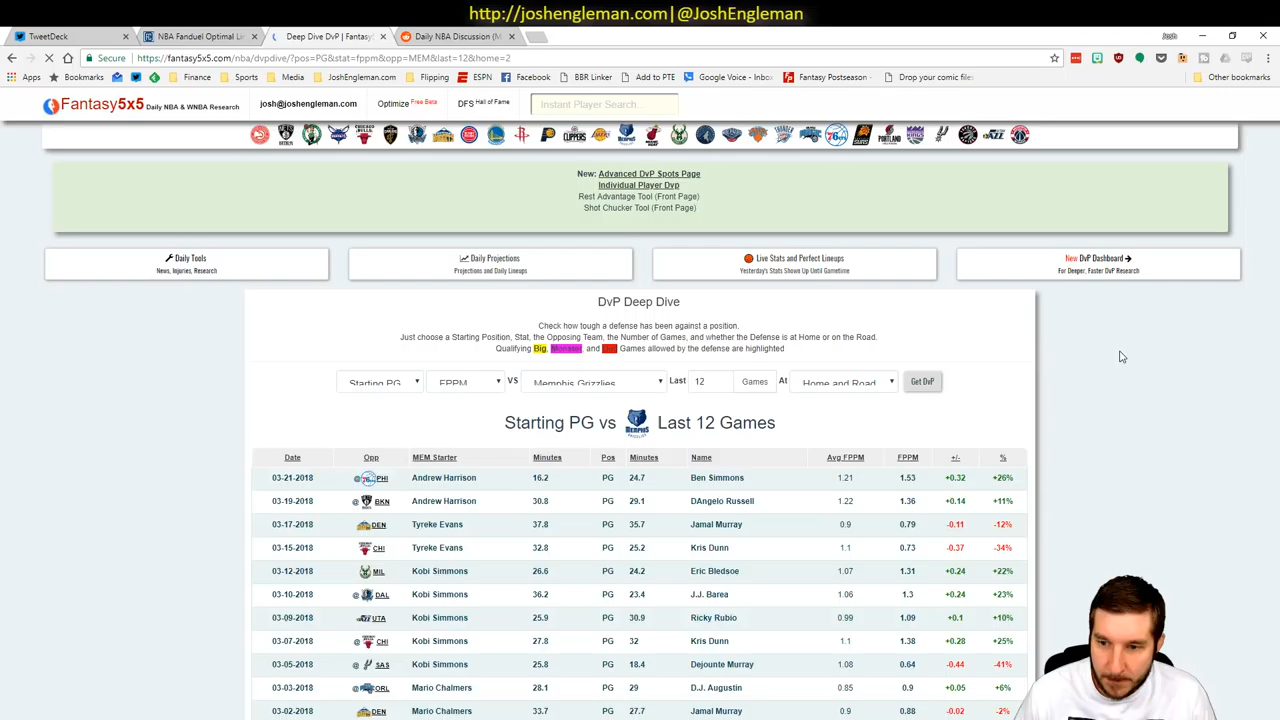 http://joshengleman.com|@JoshEngleman
TweetDeck
NBA Fanduel Optimal Li
Deep Dive DvP | Fantasy
Daily NBA Discussion (M
Josh
Secure https://fantasy5x5.com/nba/dvpdive/?pos=PG&stat=fppm&opp=MEM&last=12&home=2
Apps Bookmarks Finance Sports Media JoshEngleman.com Flipping ESPN Facebook BBR Linker Add to PTE Google Voice - Inbox Fantasy Postseason - Drop your comic files Other bookmarks
Fantasy5x5 Daily NBA & WNBA Research josh@joshengleman.com Optimize Free Beta DFS Hall of Fame Instant Player Search...
New: Advanced DvP Spots Page
Individual Player Dvp
Rest Advantage Tool (Front Page)
Shot Chucker Tool (Front Page)
Daily Tools
News, Injuries, Research
Daily Projections
Projections and Daily Lineups
Live Stats and Perfect Lineups
Yesterday's Stats Shown Up Until Gametime
New DvP Dashboard
For Deeper, Faster DvP Research
DvP Deep Dive
Check how tough a defense has been against a position.
Just choose a Starting Position, Stat, the Opposing Team, the Number of Games, and whether the Defense is at Home or on the Road.
Qualifying Big, Monster and Games allowed by the defense are highlighted
Starting PG FPPM VS Memphis Grizzlies Last 12 Games At Home and Road Get DvP
Starting PG vs MEMPHIS Last 12 Games
Date Opp MEM Starter Minutes Pos Minutes Name Avg FPPM FPPM +/- %
03-21-2018 @ PHI Andrew Harrison 16.2 PG 24.7 Ben Simmons 1.21 1.53 +0.32 +26%
03-19-2018 @ BKN Andrew Harrison 30.8 PG 29.1 DAngelo Russell 1.22 1.36 +0.14 +11%
03-17-2018 DEN Tyreke Evans 37.8 PG 35.7 Jamal Murray 0.9 0.79 -0.11 -12%
03-15-2018 CHI Tyreke Evans 32.8 PG 25.2 Kris Dunn 1.1 0.73 -0.37 -34%
03-12-2018 MIL Kobi Simmons 26.6 PG 24.2 Eric Bledsoe 1.07 1.31 +0.24 +22%
03-10-2018 @ DAL Kobi Simmons 36.2 PG 23.4 J.J. Barea 1.06 1.3 +0.24 +23%
03-09-2018 UTA Kobi Simmons 25.9 PG 30.9 Ricky Rubio 0.99 1.09 +0.1 +10%
03-07-2018 @ CHI Kobi Simmons 27.8 PG 32 Kris Dunn 1.1 1.38 +0.28 +25%
03-05-2018 @ SAS Kobi Simmons 25.8 PG 18.4 Dejounte Murray 1.08 0.64 -0.44 -41%
03-03-2018 @ ORL Mario Chalmers 28.1 PG 29 D.J. Augustin 0.85 0.9 +0.05 +6%
03-02-2018 DEN Mario Chalmers 33.7 PG 27.7 Jamal Murray 0.9 0.88 -0.02 -2%